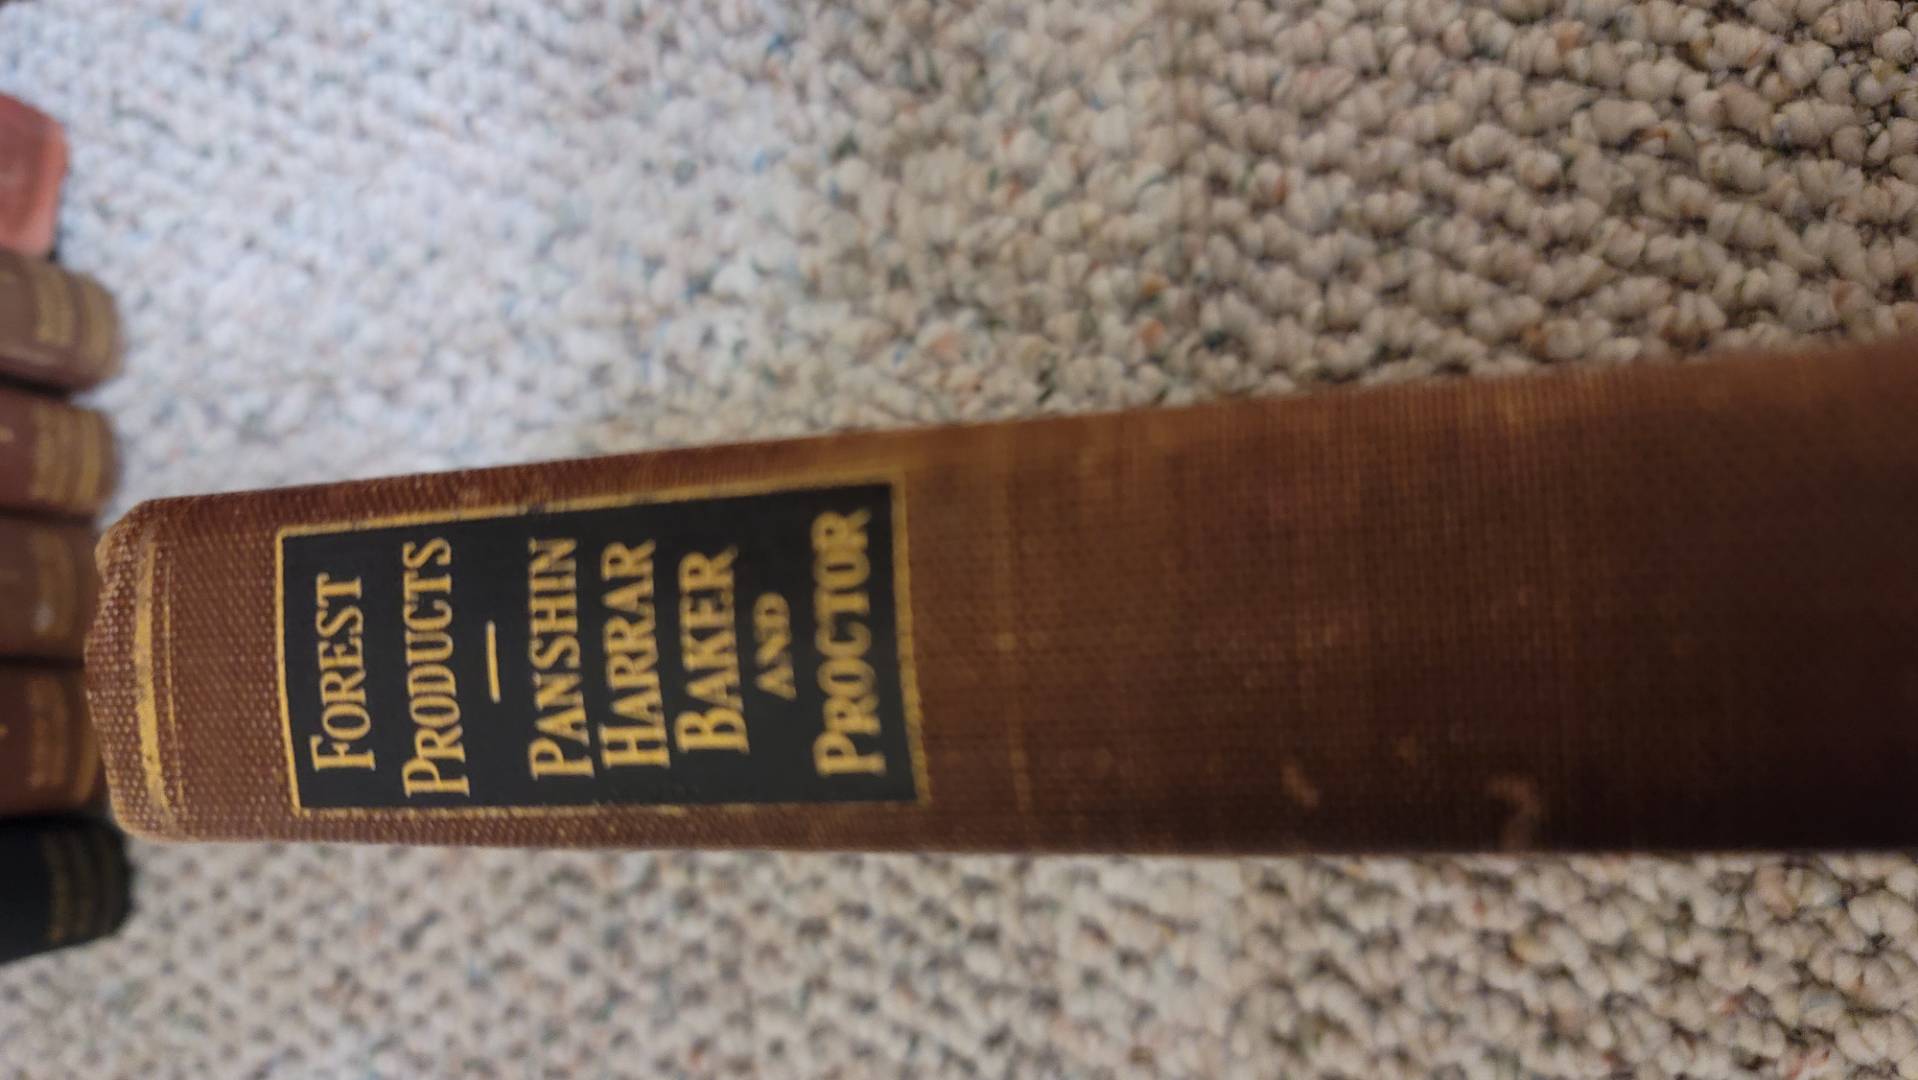 FOREST
PRODUCTS
—
PANSHIN
HARRAR
BAKER
AND
PROCTOR